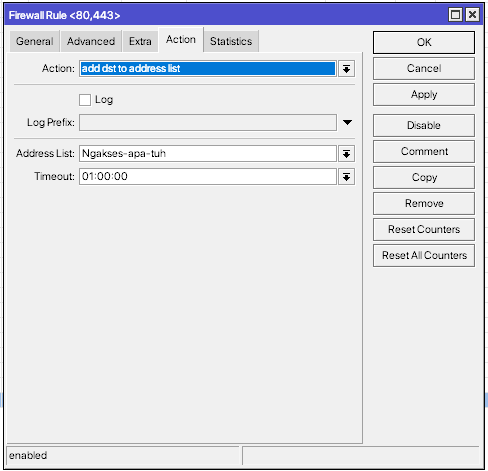 Firewall Rule <80,443>
General Advanced Extra Action Statistics
OK
Action: add dst to address list
Cancel
Log
Apply
Log Prefix:
Disable
Address List: Ngakses-apa-tuh
Comment
Timeout: 01:00:00
Copy
Remove
Reset Counters
Reset All Counters
enabled